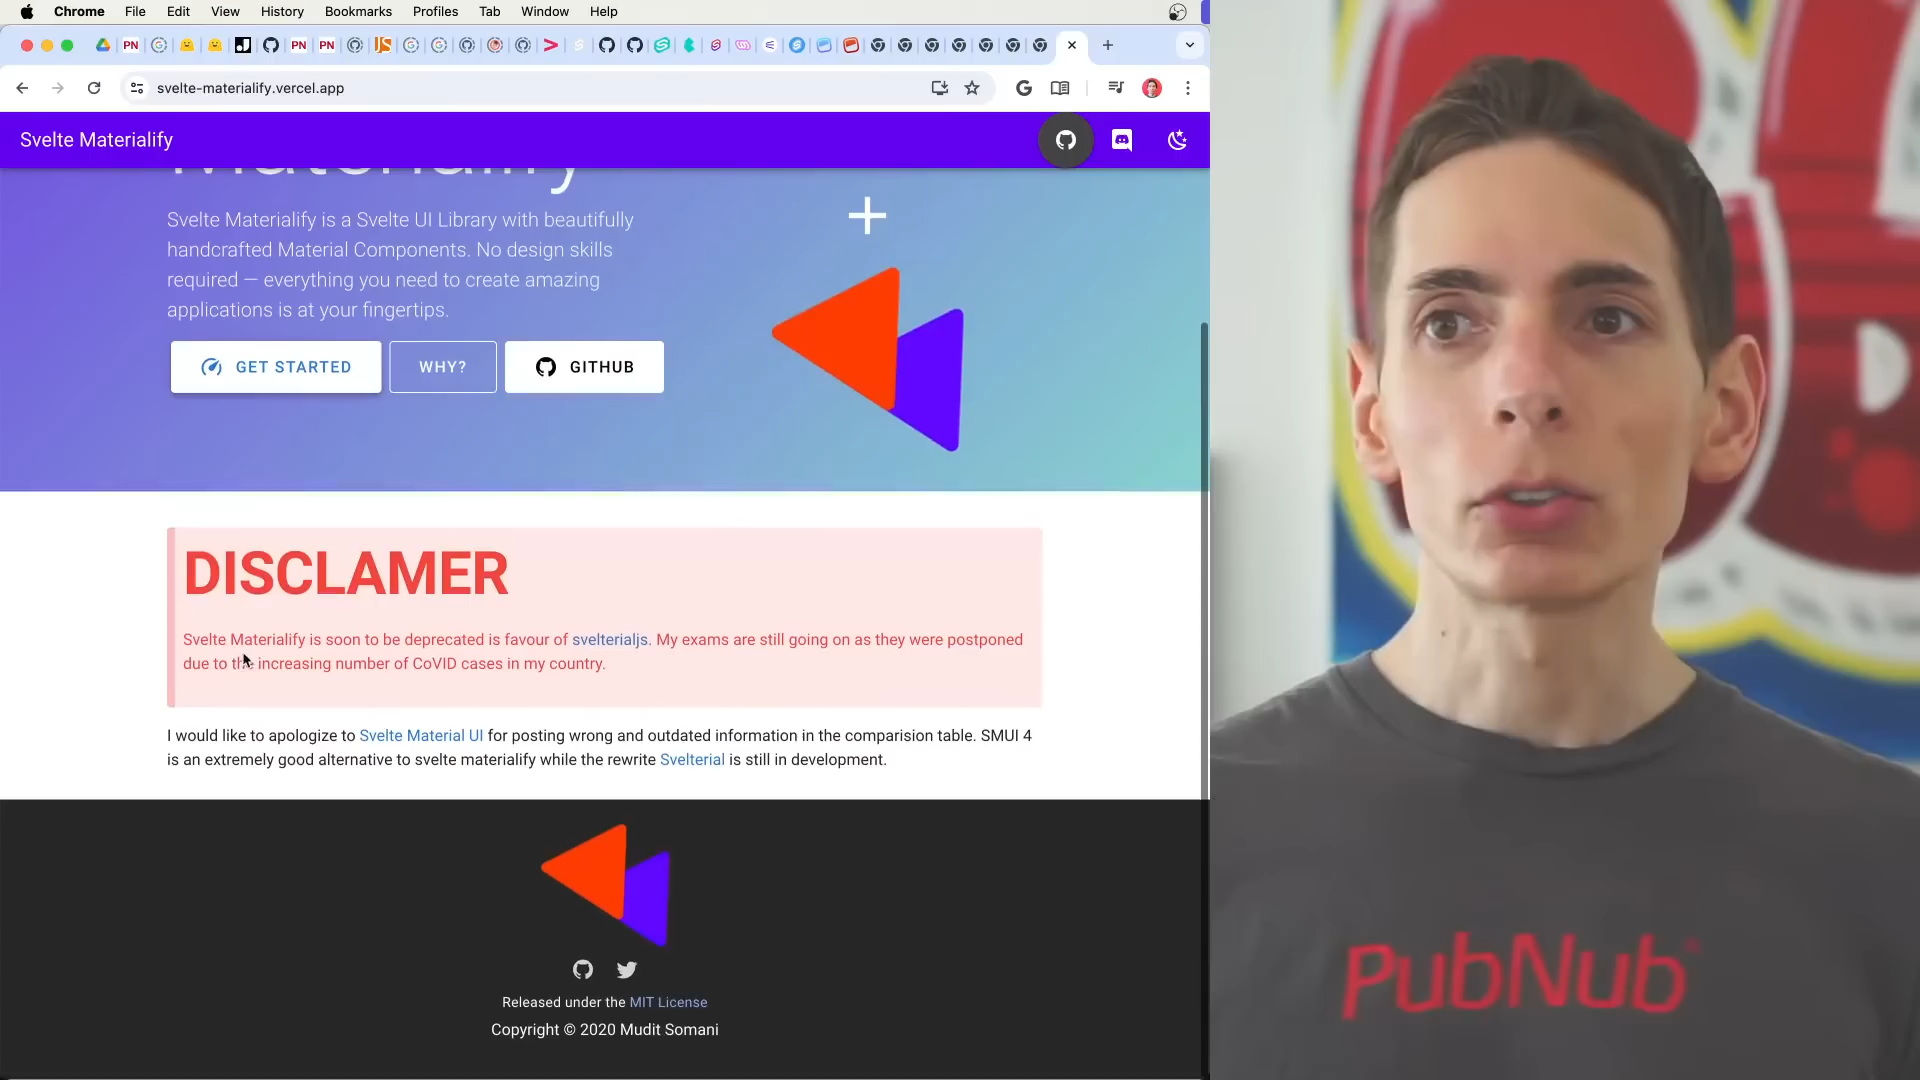 Chrome File Edit View History Bookmarks Profiles Tab Window Help
svelte-materialify.vercel.app
Svelte Materialify
Materialify
Svelte Materialify is a Svelte UI Library with beautifully
handcrafted Material Components. No design skills
required — everything you need to create amazing
applications is at your fingertips.
GET STARTED WHY? GITHUB
DISCLAMER
Svelte Materialify is soon to be deprecated is favour of svelterialjs. My exams are still going on as they were postponed
due to the increasing number of CoVID cases in my country.
I would like to apologize to Svelte Material UI for posting wrong and outdated information in the comparision table. SMUI 4
is an extremely good alternative to svelte materialify while the rewrite Svelterial is still in development.
Released under the MIT License
Copyright © 2020 Mudit Somani
PubNub